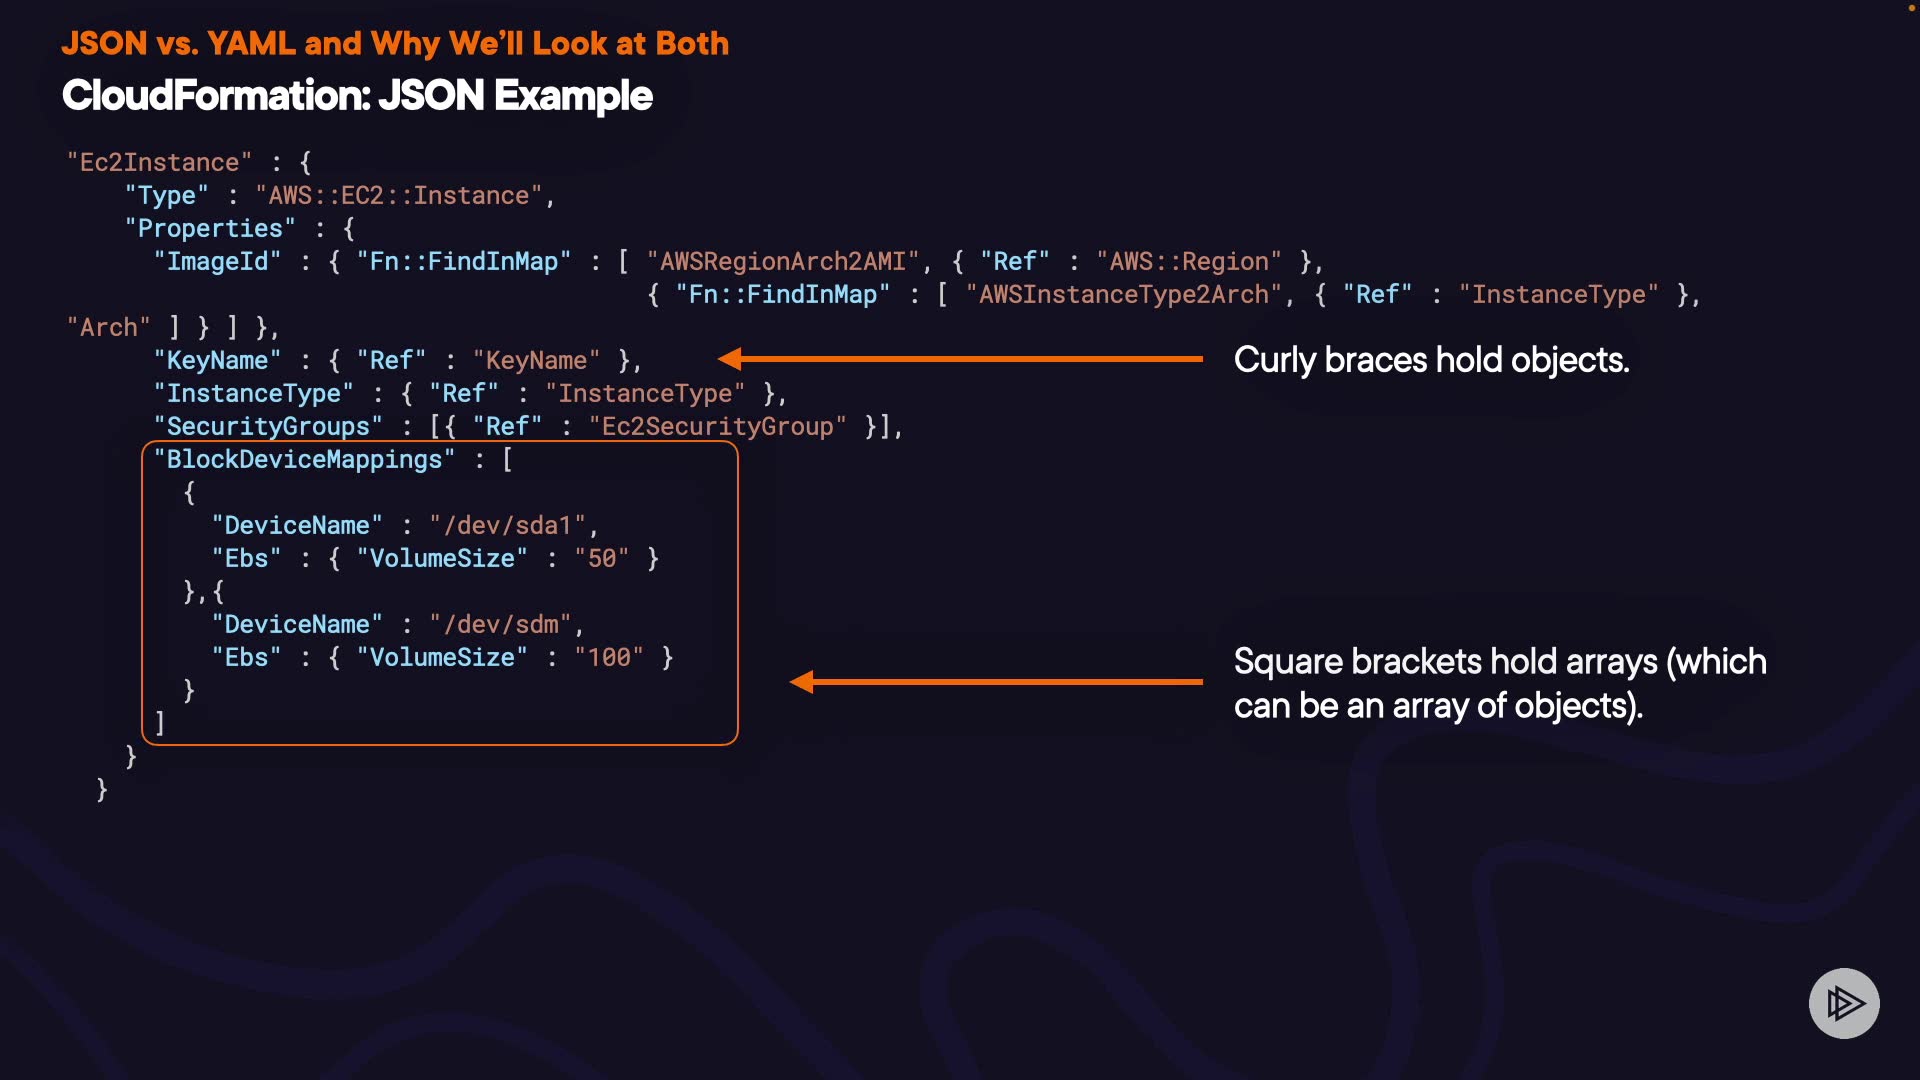 JSON vs. YAML and Why We’ll Look at Both
CloudFormation: JSON Example
"Ec2Instance" : {
"Type" : "AWS::EC2::Instance",
"Properties" : {
"ImageId" : { "Fn::FindInMap" : [ "AWSRegionArch2AMI", { "Ref" : "AWS::Region" },
{ "Fn::FindInMap" : [ "AWSInstanceType2Arch", { "Ref" : "InstanceType" },
"Arch" ] } ] },
"KeyName" : { "Ref" : "KeyName" },
"InstanceType" : { "Ref" : "InstanceType" },
"SecurityGroups" : [{ "Ref" : "Ec2SecurityGroup" }],
"BlockDeviceMappings" : [
{
"DeviceName" : "/dev/sda1",
"Ebs" : { "VolumeSize" : "50" }
},{
"DeviceName" : "/dev/sdm",
"Ebs" : { "VolumeSize" : "100" }
}
]
}
}
Curly braces hold objects.
Square brackets hold arrays (which
can be an array of objects).